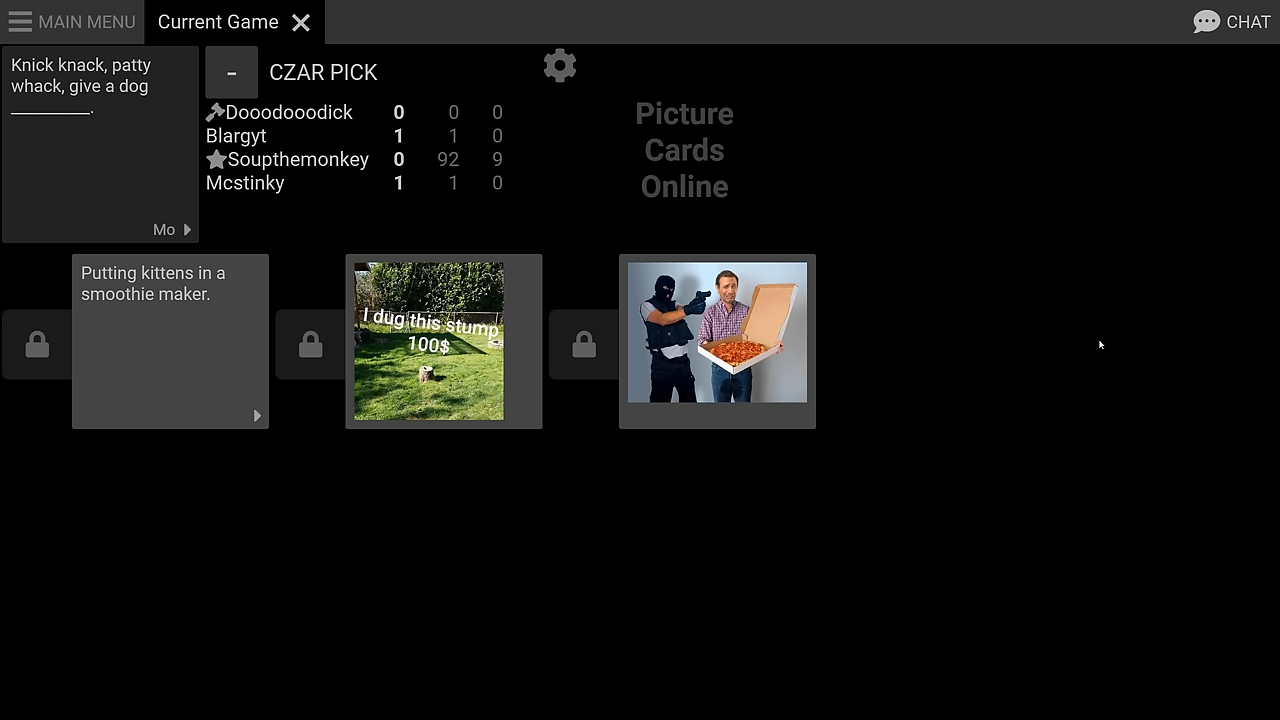 MAIN MENU
Current Game
CHAT
Knick knack, patty
whack, give a dog
_________.
Mo
-
CZAR PICK
Dooodooodick 0 0 0
Blargyt 1 1 0
Soupthemonkey 0 92 9
Mcstinky 1 1 0
Picture
Cards
Online
Putting kittens in a
smoothie maker.
I dug this stump
100$